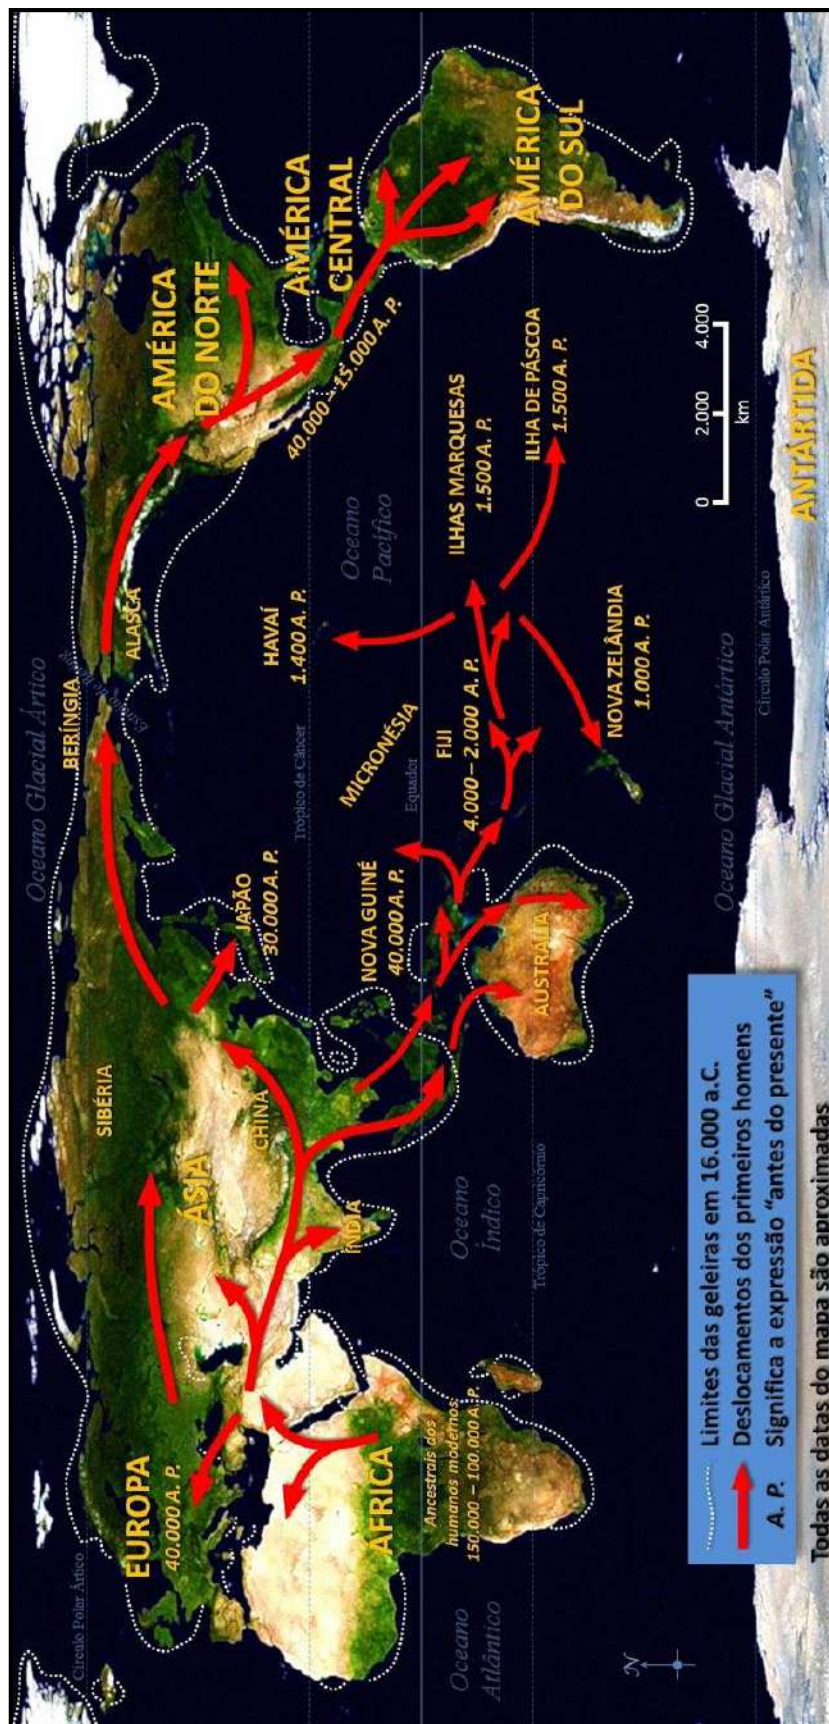 Oceano Glacial Ártico
Círculo Polar Ártico
BERÍNGIA
ALASCA
SIBÉRIA
EUROPA
40.000 A. P.
ÁSIA
CHINA
ÍNDIA
JAPÃO
30.000 A. P.
AMÉRICA
DO NORTE
40.000 – 15.000 A. P.
AMÉRICA
CENTRAL
AMÉRICA
DO SUL
Trópico de Câncer
HAVAÍ
1.400 A. P.
Oceano
Pacífico
MICRONÉSIA
Equador
NOVA GUINÉ
40.000 A. P.
FIJI
4.000 – 2.000 A. P.
ILHAS MARQUESAS
1.500 A. P.
ILHA DE PÁSCOA
1.500 A. P.
ÁFRICA
Ancestrais dos
humanos modernos:
150.000 – 100.000 A. P.
Oceano
Atlântico
Oceano
Índico
Trópico de Capricórnio
AUSTRÁLIA
NOVA ZELÂNDIA
1.000 A. P.
0 2.000 4.000
km
N
Oceano Glacial Antártico
Círculo Polar Antártico
ANTÁRTIDA
Limites das geleiras em 16.000 a.C.
Deslocamentos dos primeiros homens
A. P. Significa a expressão “antes do presente”
Todas as datas do mapa são aproximadas